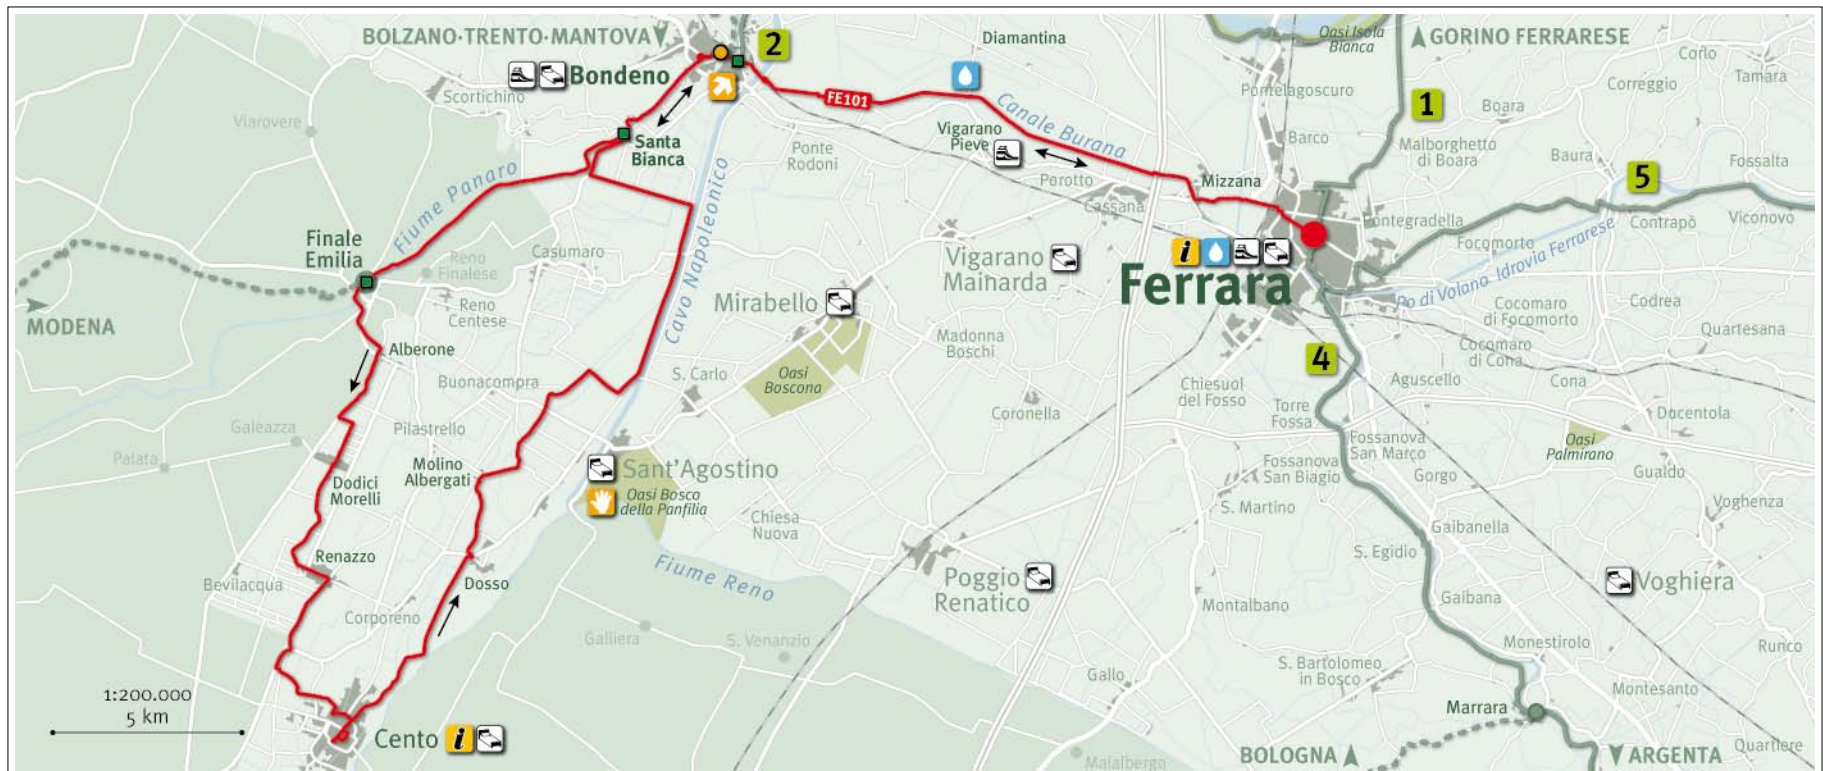 BOLZANO·TRENTO·MANTOVA
2
Diamantina
Oasi Isola
Bianca
GORINO FERRARESE
Corlo
Tamara
Correggio
Bondeno
Scortichino
FE101
Pontelagoscuro
1
Boara
Viarovere
Canale Burana
Vigarano
Pieve
Barco
Malborghetto
di Boara
Baura
Fossalta
Santa
Bianca
Ponte
Rodoni
Porotto
Mizzana
5
Cassana
Fiume Panaro
Pontegradella
Contrapò
Viconovo
Finale
Emilia
Reno
Finalese
Casumaro
Cavo Napoleonico
Vigarano
Mainarda
i
Ferrara
Focomorto
Po di Volano Idrovia Ferrarese
MODENA
Reno
Centese
Mirabello
Cocomaro
di Focomorto
Codrea
Quartesana
Alberone
Madonna
Boschi
Cocomaro
di Cona
4
Buonacompra
S. Carlo
Oasi
Boscona
Chiesuol
del Fosso
Aguscello
Cona
Torre
Fossa
Coronella
Docentola
Galeazza
Pilastrello
Fossanova
San Marco
Oasi
Palmirano
Palata
Molino
Albergati
Sant'Agostino
Fossanova
San Biagio
Gorgo
Gualdo
Dodici
Morelli
Oasi Bosco
della Panfilia
Chiesa
Nuova
S. Martino
Voghenza
Gaibanella
Renazzo
S. Egidio
Bevilacqua
Dosso
Fiume Reno
Poggio
Renatico
Voghiera
Corporeno
Montalbano
Gaibana
Galliera
S. Venanzio
Monestirolo
Runco
S. Bartolomeo
in Bosco
Gallo
Montesanto
1:200.000
5 km
Marrara
Cento
i
BOLOGNA
ARGENTA
Quartiere
Maialbergo